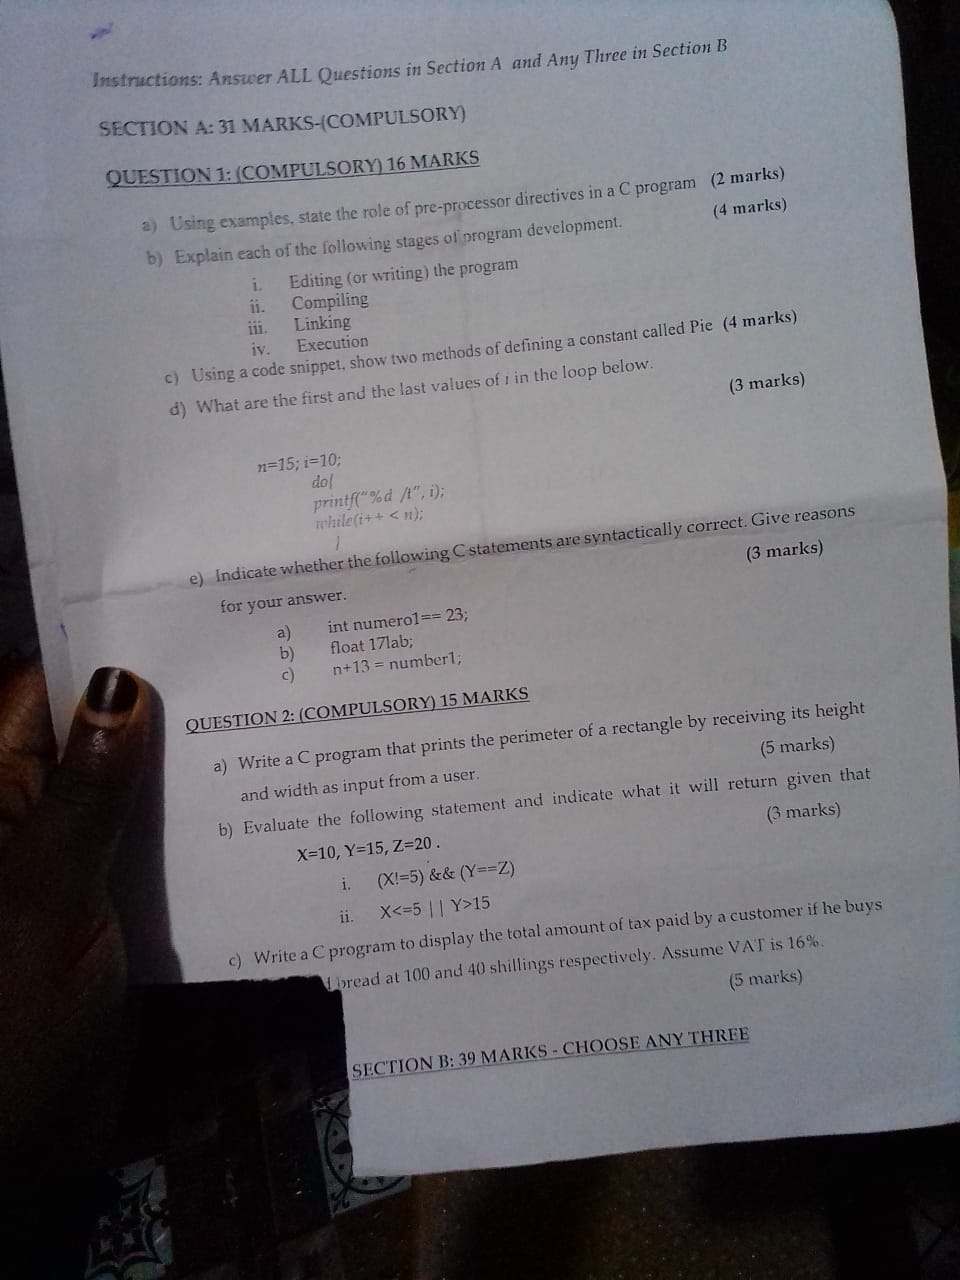 Instructions: Answer ALL Questions in Section A and Any Three in Section B
SECTION A: 31 MARKS-(COMPULSORY)
QUESTION 1: (COMPULSORY) 16 MARKS
a) Using examples, state the role of pre-processor directives in a C program (2 marks)
b) Explain each of the following stages of program development. (4 marks)
i. Editing (or writing) the program
ii. Compiling
iii. Linking
iv. Execution
c) Using a code snippet, show two methods of defining a constant called Pie (4 marks)
d) What are the first and the last values of i in the loop below. (3 marks)
n=15; i=10;
do{
printf("%d /t", i);
while(i++ < n);
}
e) Indicate whether the following C statements are syntactically correct. Give reasons
for your answer. (3 marks)
a) int numero1== 23;
b) float 17lab;
c) n+13 = number1;
QUESTION 2: (COMPULSORY) 15 MARKS
a) Write a C program that prints the perimeter of a rectangle by receiving its height
and width as input from a user. (5 marks)
b) Evaluate the following statement and indicate what it will return given that
X=10, Y=15, Z=20 . (3 marks)
i. (X!=5) && (Y==Z)
ii. X<=5 || Y>15
c) Write a C program to display the total amount of tax paid by a customer if he buys
bread at 100 and 40 shillings respectively. Assume VAT is 16%.
(5 marks)
SECTION B: 39 MARKS - CHOOSE ANY THREE